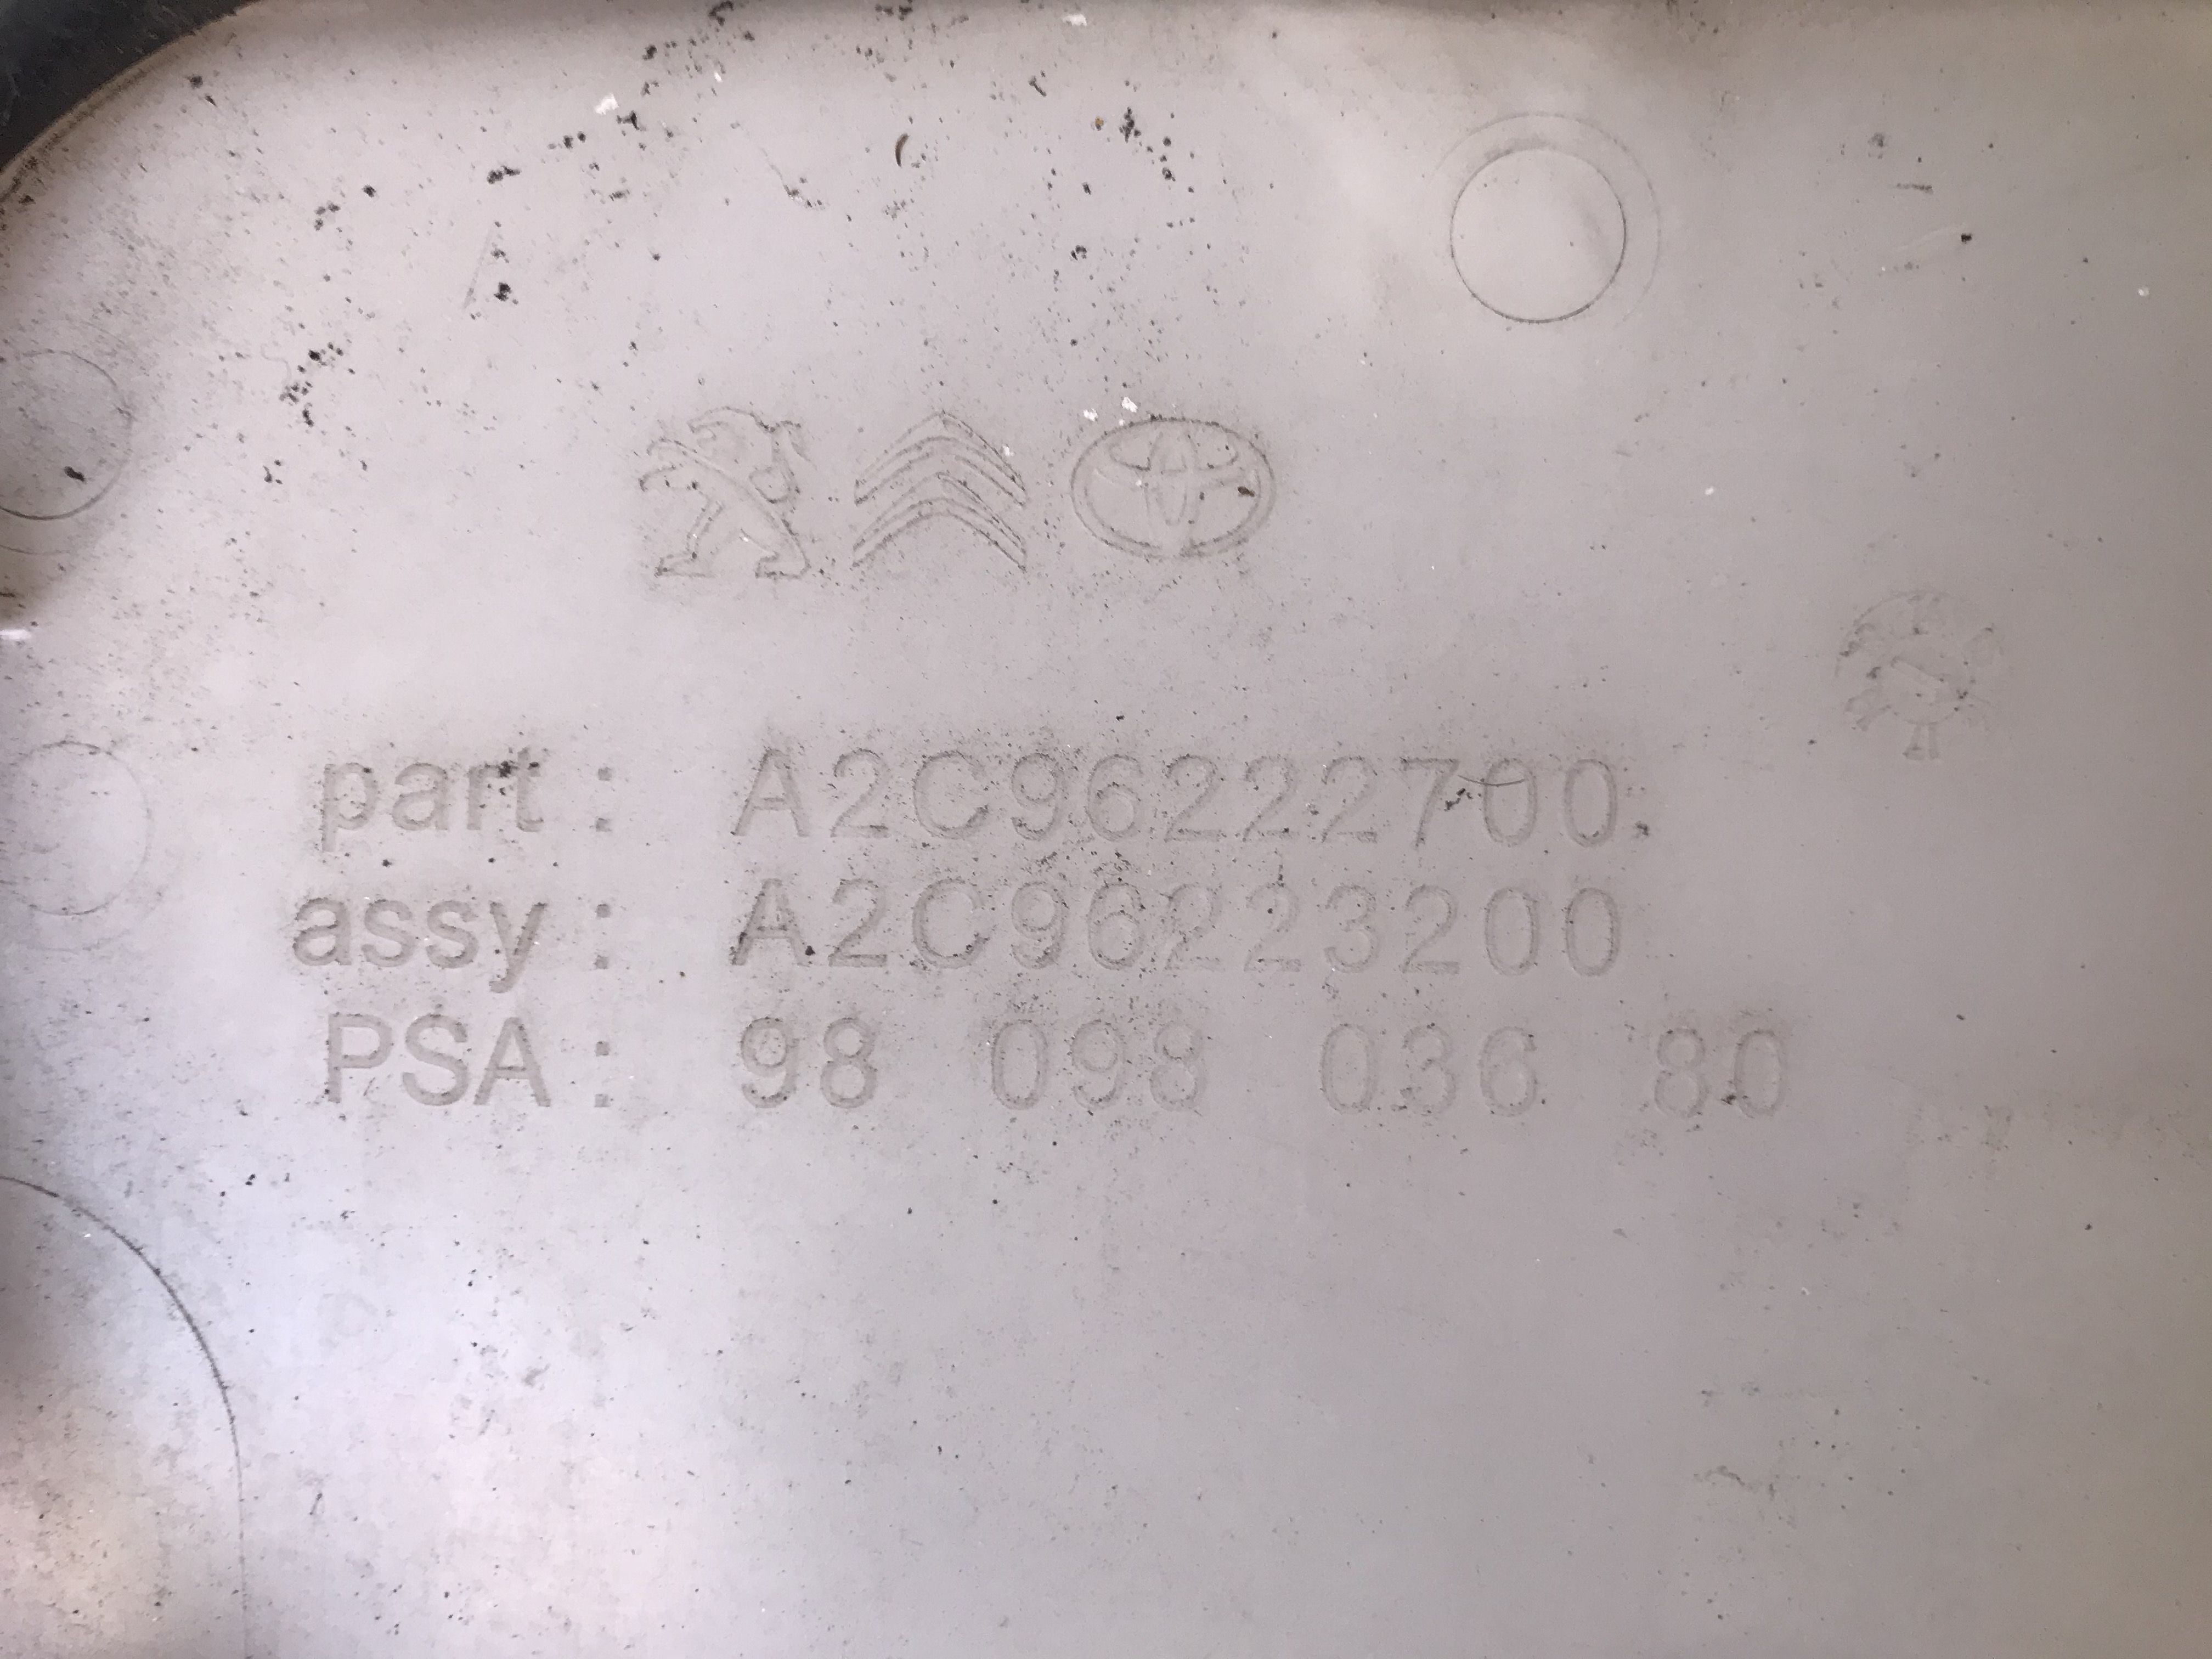 part : A2C96222700.
assy : A2C96223200
PSA : 98 098 036 80